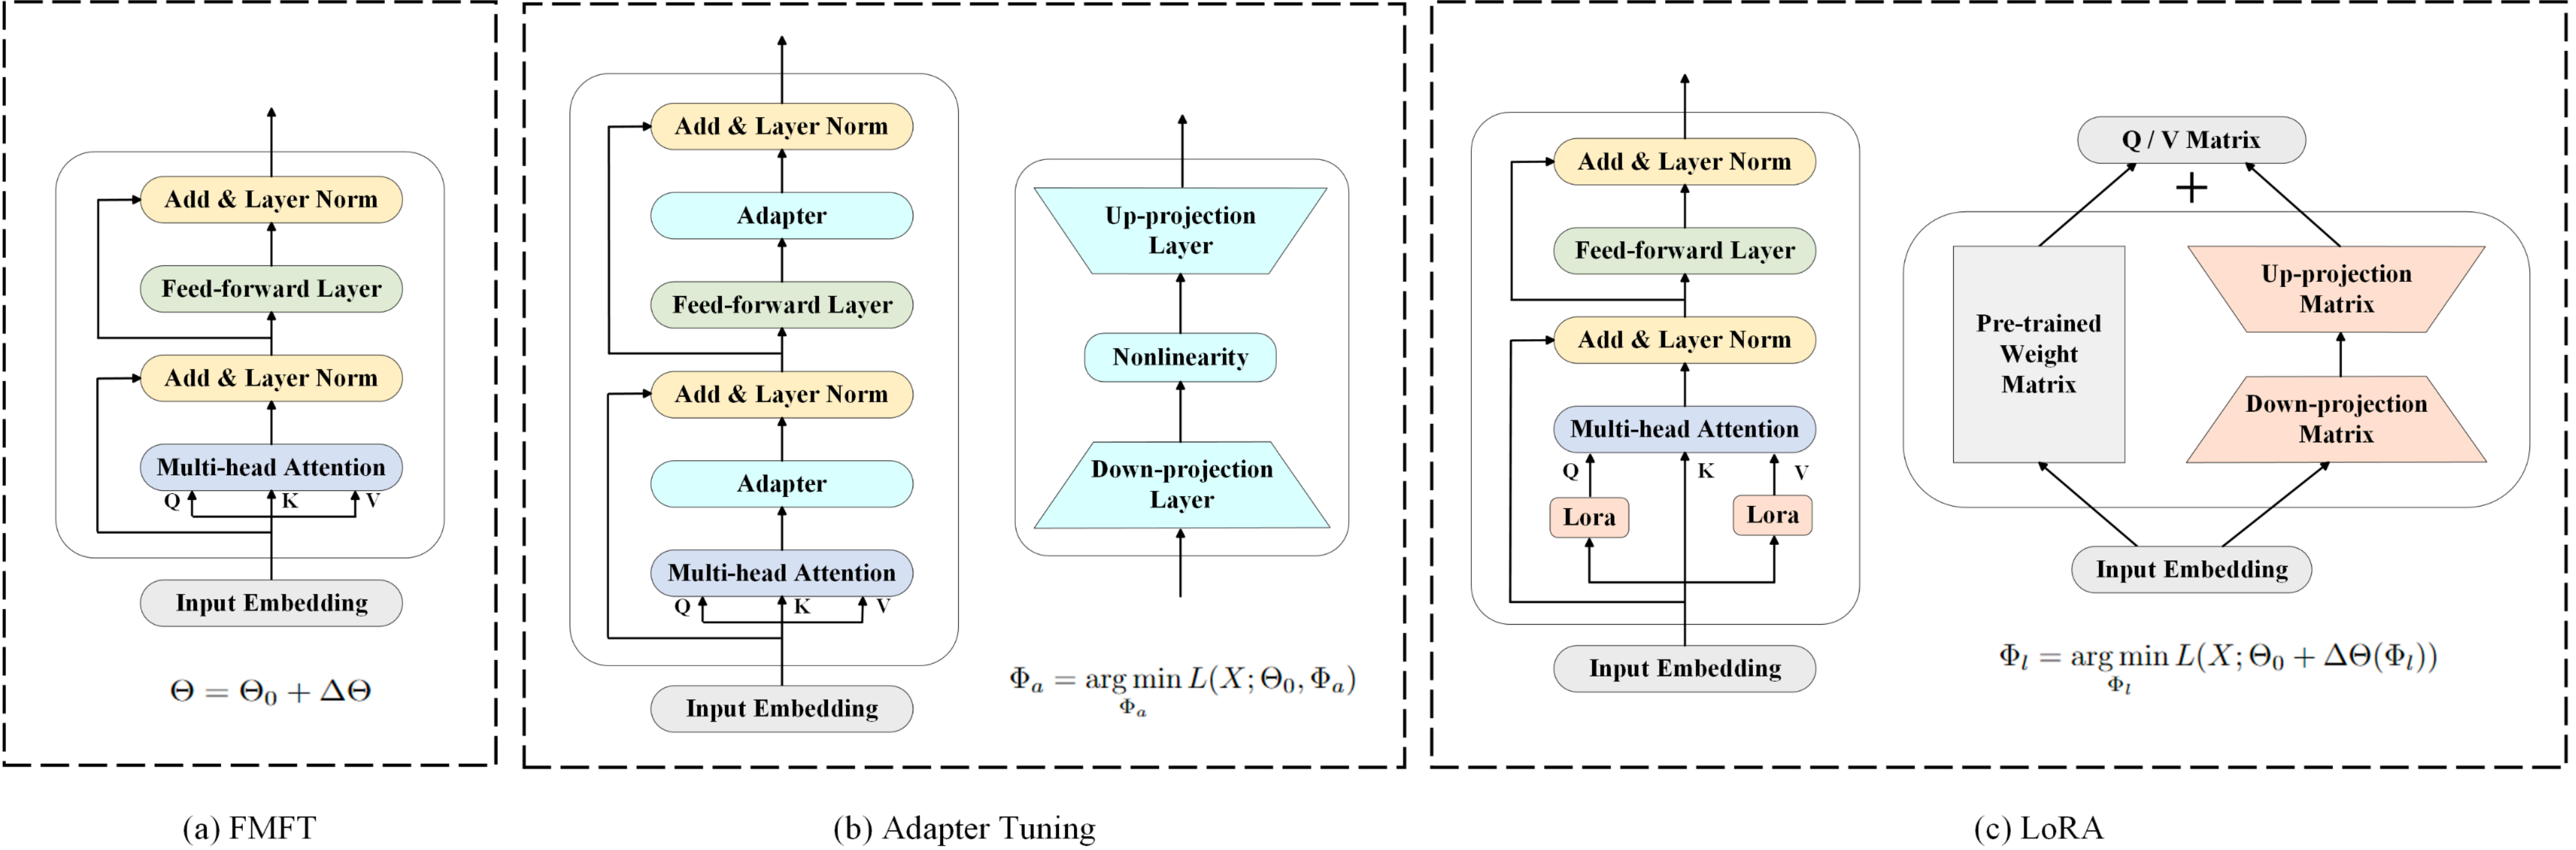 Add & Layer Norm
Feed-forward Layer
Add & Layer Norm
Multi-head Attention
Q K V
Input Embedding
Θ = Θ₀ + ΔΘ
(a) FMFT
Add & Layer Norm
Adapter
Feed-forward Layer
Add & Layer Norm
Adapter
Multi-head Attention
Q K V
Input Embedding
Up-projection
Layer
Nonlinearity
Down-projection
Layer
Φₐ = arg min L(X; Θ₀, Φₐ)
Φₐ
(b) Adapter Tuning
Add & Layer Norm
Feed-forward Layer
Add & Layer Norm
Multi-head Attention
Q K V
Lora Lora
Input Embedding
Q / V Matrix
+
Pre-trained
Weight
Matrix
Up-projection
Matrix
Down-projection
Matrix
Input Embedding
Φₗ = arg min L(X; Θ₀ + ΔΘ(Φₗ))
Φₗ
(c) LoRA